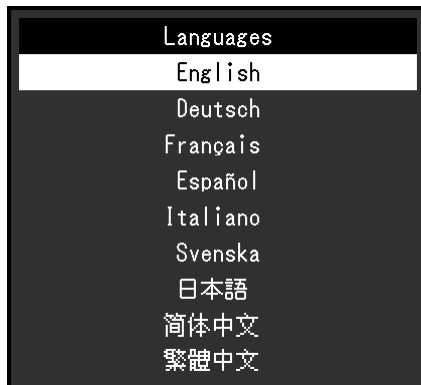 Languages
English
Deutsch
Français
Español
Italiano
Svenska
日本語
简体中文
繁體中文